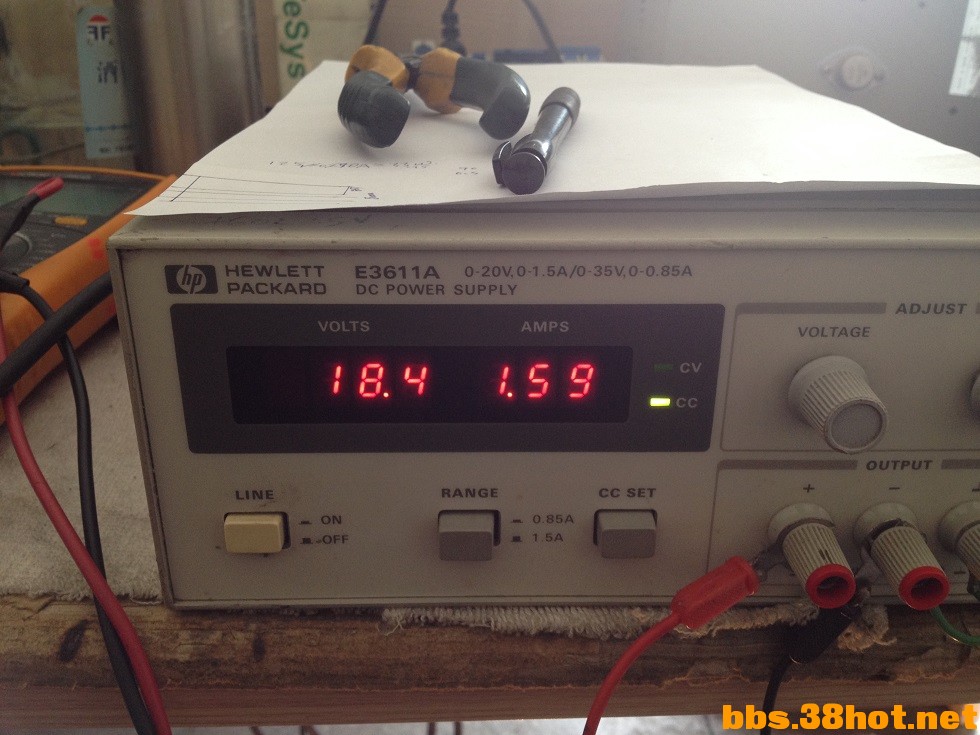 酒
eSys
hp HEWLETT PACKARD
E3611A 0-20V,0-1.5A/0-35V,0-0.85A
DC POWER SUPPLY
VOLTS AMPS
18.4 1.59
CV
CC
ADJUST
VOLTAGE
LINE
ON
OFF
RANGE
0.85A
1.5A
CC SET
OUTPUT
+ −
bbs.38hot.net